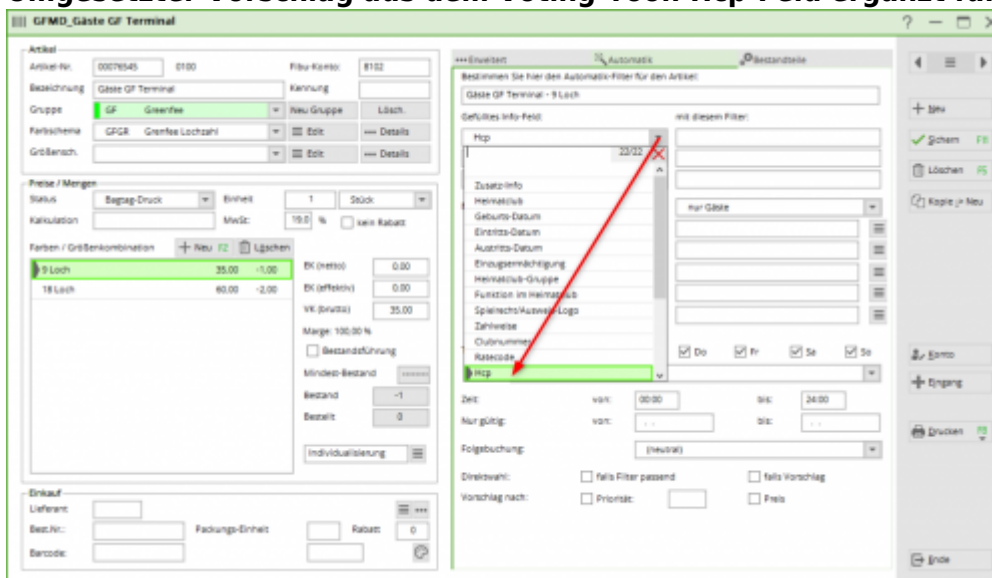 GFMD_Gäste GF Terminal
Artikel
Artikel-Nr. 00076545 0100 Fibu-Konto: 8102
Bezeichnung Gäste GF Terminal Kennung
Gruppe GF Greenfee Neu Gruppe Lösch.
Farbschema GFGR Grenfee Lochzahl Edit Details
Größensch. Edit Details
Preise / Mengen
Status Bagtag-Druck Einheit 1 Stück
Kalkulation MwSt: 19.0 % kein Rabatt
Farben / Größenkombination Neu F2 Löschen
9 Loch 35,00 -1,00
18 Loch 60,00 -2,00
EK (netto) 0.00
EK (effektiv) 0.00
VK (brutto) 35.00
Marge: 100,00 %
Bestandsführung
Mindest-Bestand
Bestand -1
Bestellt 0
Individualisierung
Einkauf
Lieferant
Best.Nr.: Packungs-Einheit Rabatt 0
Barcode:
Erweitert Automatik Bestandteile
Bestimmen Sie hier den Automatik-Filter für den Artikel:
Gäste GF Terminal - 9 Loch
Gefülltes Info-Feld: mit diesem Filter:
Hcp
22/22
Zusatz-Info
Heimatclub
Geburts-Datum
Eintritts-Datum
Austritts-Datum
Einzugsermächtigung
Heimatclub-Gruppe
Funktion im Heimatclub
Spielrecht/Ausweis-Logo
Zahlweise
Clubnummer
Ratecode
Hcp
nur Gäste
Do Fr Sa So
Zeit: von: 00:00 bis: 24:00
Nur gültig: von: . . bis: . .
Folgebuchung: (neutral)
Direktwahl: falls Filter passend falls Vorschlag
Vorschlag nach: Priorität: Preis
Neu
Sichern F8
Löschen F5
Kopie in Neu
Konto
Eingang
Drucken F9
Ende